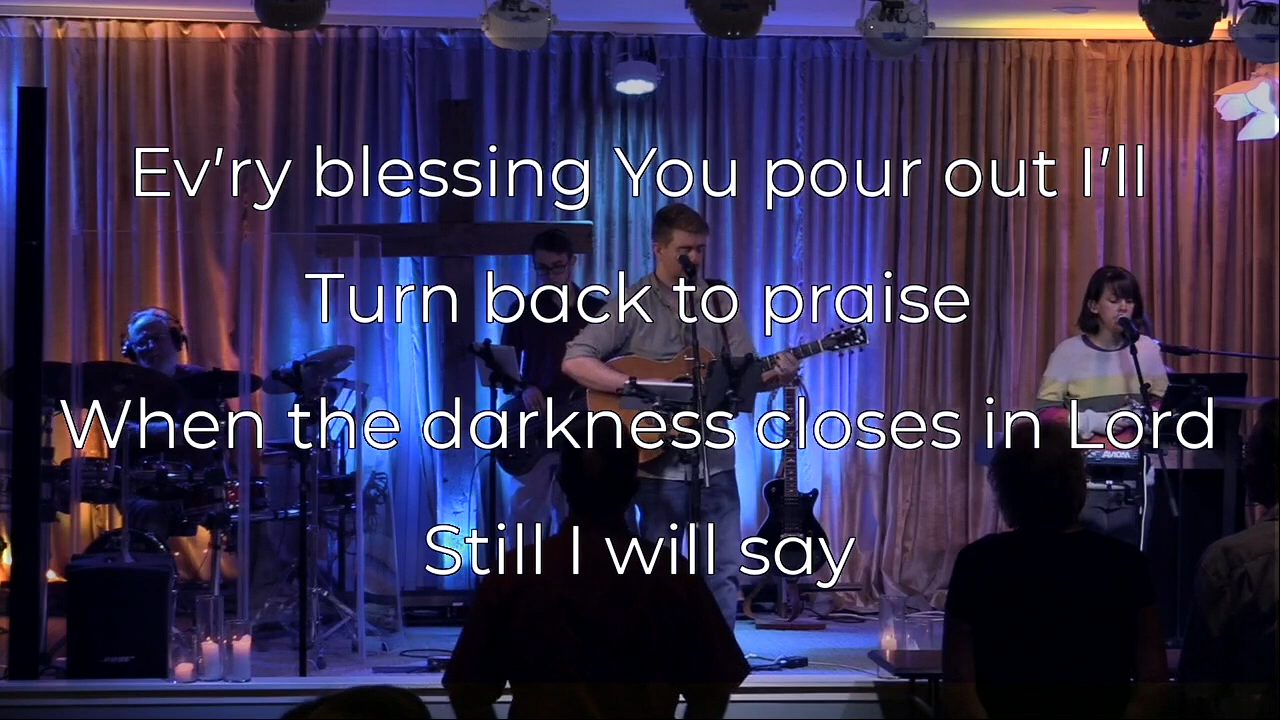 Ev’ry blessing You pour out I’ll
Turn back to praise
When the darkness closes in Lord
Still I will say
AVIOM